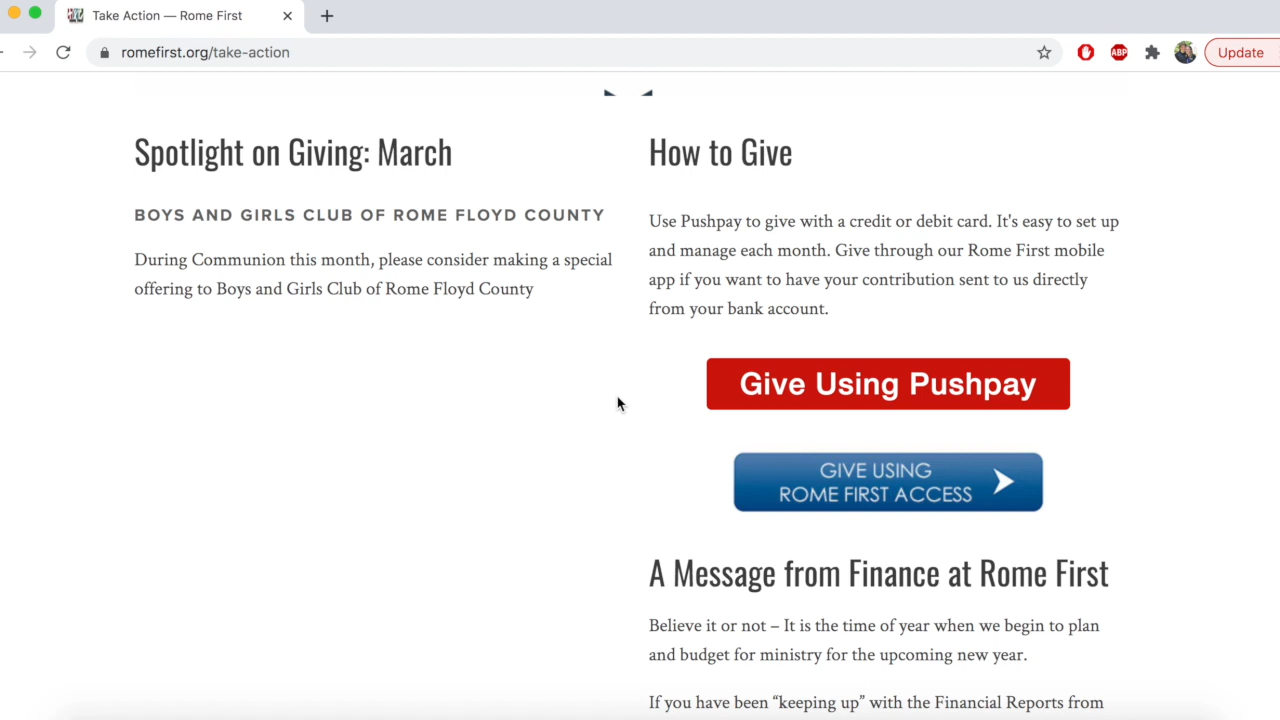 Take Action — Rome First
romefirst.org/take-action
ABP
Update
Spotlight on Giving: March
BOYS AND GIRLS CLUB OF ROME FLOYD COUNTY
During Communion this month, please consider making a special
offering to Boys and Girls Club of Rome Floyd County
How to Give
Use Pushpay to give with a credit or debit card. It's easy to set up
and manage each month. Give through our Rome First mobile
app if you want to have your contribution sent to us directly
from your bank account.
Give Using Pushpay
GIVE USING
ROME FIRST ACCESS
A Message from Finance at Rome First
Believe it or not – It is the time of year when we begin to plan
and budget for ministry for the upcoming new year.
If you have been “keeping up” with the Financial Reports from